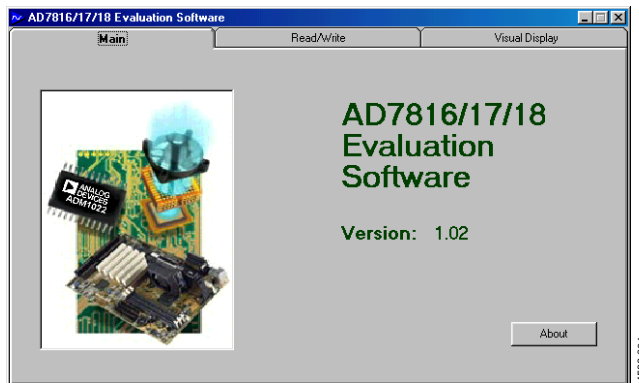 AD7816/17/18 Evaluation Software
Main
Read/Write
Visual Display
AD7816/17/18
Evaluation
Software
Version: 1.02
ANALOG
DEVICES
ADM1022
About